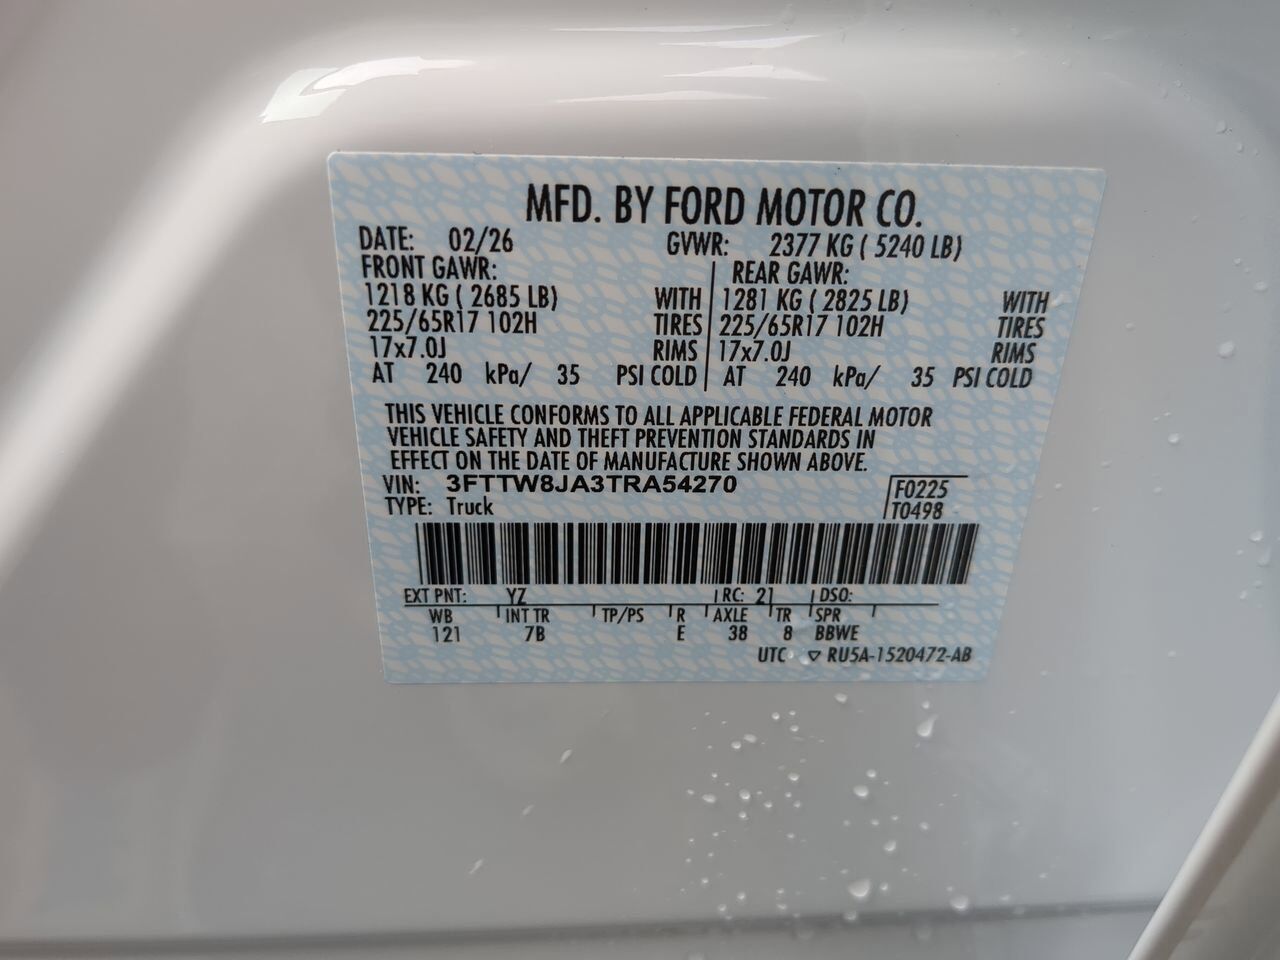 MFD. BY FORD MOTOR CO.
DATE: 02/26 GVWR: 2377 KG ( 5240 LB)
FRONT GAWR: REAR GAWR:
1218 KG ( 2685 LB) WITH 1281 KG ( 2825 LB) WITH
225/65R17 102H TIRES 225/65R17 102H TIRES
17x7.0J RIMS 17x7.0J RIMS
AT 240 kPa/ 35 PSI COLD AT 240 kPa/ 35 PSI COLD
THIS VEHICLE CONFORMS TO ALL APPLICABLE FEDERAL MOTOR
VEHICLE SAFETY AND THEFT PREVENTION STANDARDS IN
EFFECT ON THE DATE OF MANUFACTURE SHOWN ABOVE.
VIN: 3FTTW8JA3TRA54270 F0225
TYPE: Truck T0498
EXT PNT: YZ RC: 21 DSO:
WB INT TR TP/PS R AXLE TR SPR
121 7B E 38 8 BBWE
UTC ▽ RU5A-1520472-AB